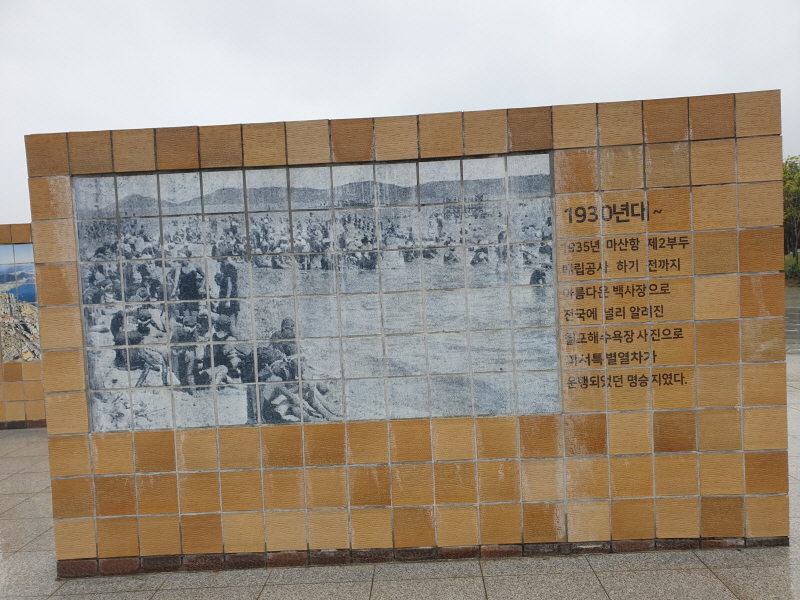 1930년대~
1935년 마산항 제2부두
매립공사 하기 전까지
아름다운 백사장으로
전국에 널리 알려진
월포해수욕장 사진으로
피서특별열차가
운행되었던 명승지였다.